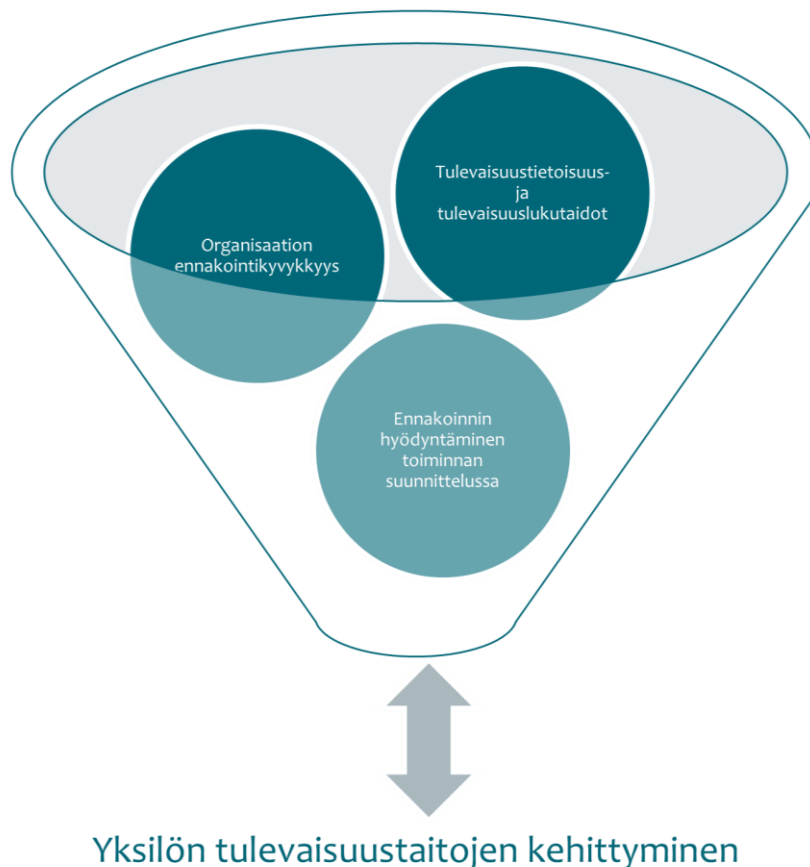 Tulevaisuustietoisuus-
ja
tulevaisuuslukutaidot
Organisaation
ennakointikyvykkyys
Ennakoinnin
hyödyntäminen
toiminnan
suunnittelussa
Yksilön tulevaisuustaitojen kehittyminen